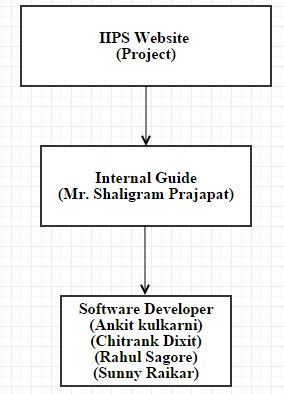 IIPS Website
(Project)
Internal Guide
(Mr. Shaligram Prajapat)
Software Developer
(Ankit kulkarni)
(Chitrank Dixit)
(Rahul Sagore)
(Sunny Raikar)